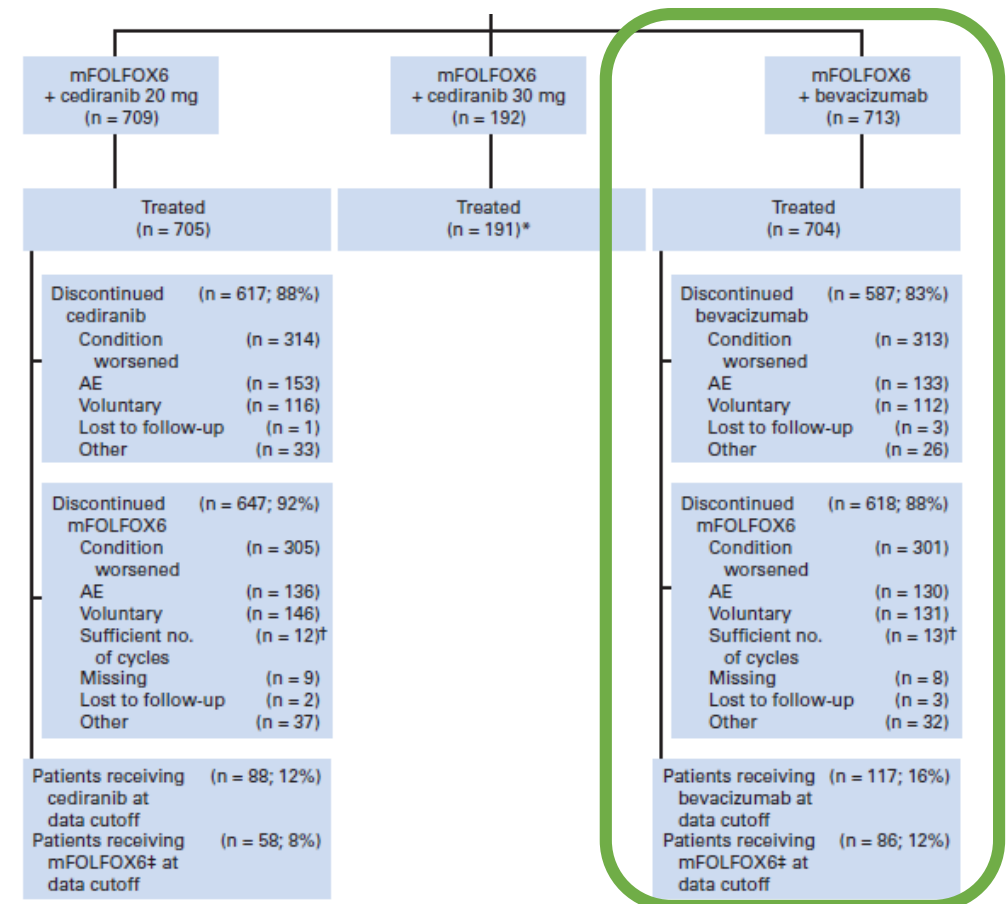 mFOLFOX6
+ cediranib 20 mg
(n = 709)
mFOLFOX6
+ cediranib 30 mg
(n = 192)
mFOLFOX6
+ bevacizumab
(n = 713)
Treated
(n = 705)
Treated
(n = 191)*
Treated
(n = 704)
Discontinued (n = 617; 88%)
cediranib
Condition (n = 314)
worsened
AE (n = 153)
Voluntary (n = 116)
Lost to follow-up (n = 1)
Other (n = 33)
Discontinued (n = 647; 92%)
mFOLFOX6
Condition (n = 305)
worsened
AE (n = 136)
Voluntary (n = 146)
Sufficient no. (n = 12)†
of cycles
Missing (n = 9)
Lost to follow-up (n = 2)
Other (n = 37)
Patients receiving (n = 88; 12%)
cediranib at
data cutoff
Patients receiving (n = 58; 8%)
mFOLFOX6‡ at
data cutoff
Discontinued (n = 587; 83%)
bevacizumab
Condition (n = 313)
worsened
AE (n = 133)
Voluntary (n = 112)
Lost to follow-up (n = 3)
Other (n = 26)
Discontinued (n = 618; 88%)
mFOLFOX6
Condition (n = 301)
worsened
AE (n = 130)
Voluntary (n = 131)
Sufficient no. (n = 13)†
of cycles
Missing (n = 8)
Lost to follow-up (n = 3)
Other (n = 32)
Patients receiving (n = 117; 16%)
bevacizumab at
data cutoff
Patients receiving (n = 86; 12%)
mFOLFOX6‡ at
data cutoff